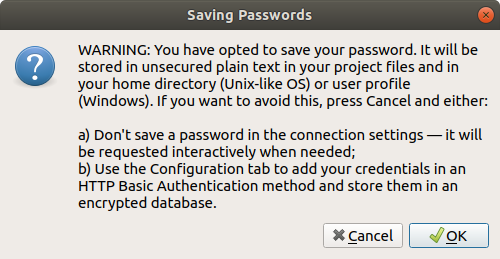 Saving Passwords
WARNING: You have opted to save your password. It will be
stored in unsecured plain text in your project files and in
your home directory (Unix-like OS) or user profile
(Windows). If you want to avoid this, press Cancel and either:
a) Don't save a password in the connection settings — it will
be requested interactively when needed;
b) Use the Configuration tab to add your credentials in an
HTTP Basic Authentication method and store them in an
encrypted database.
Cancel
OK